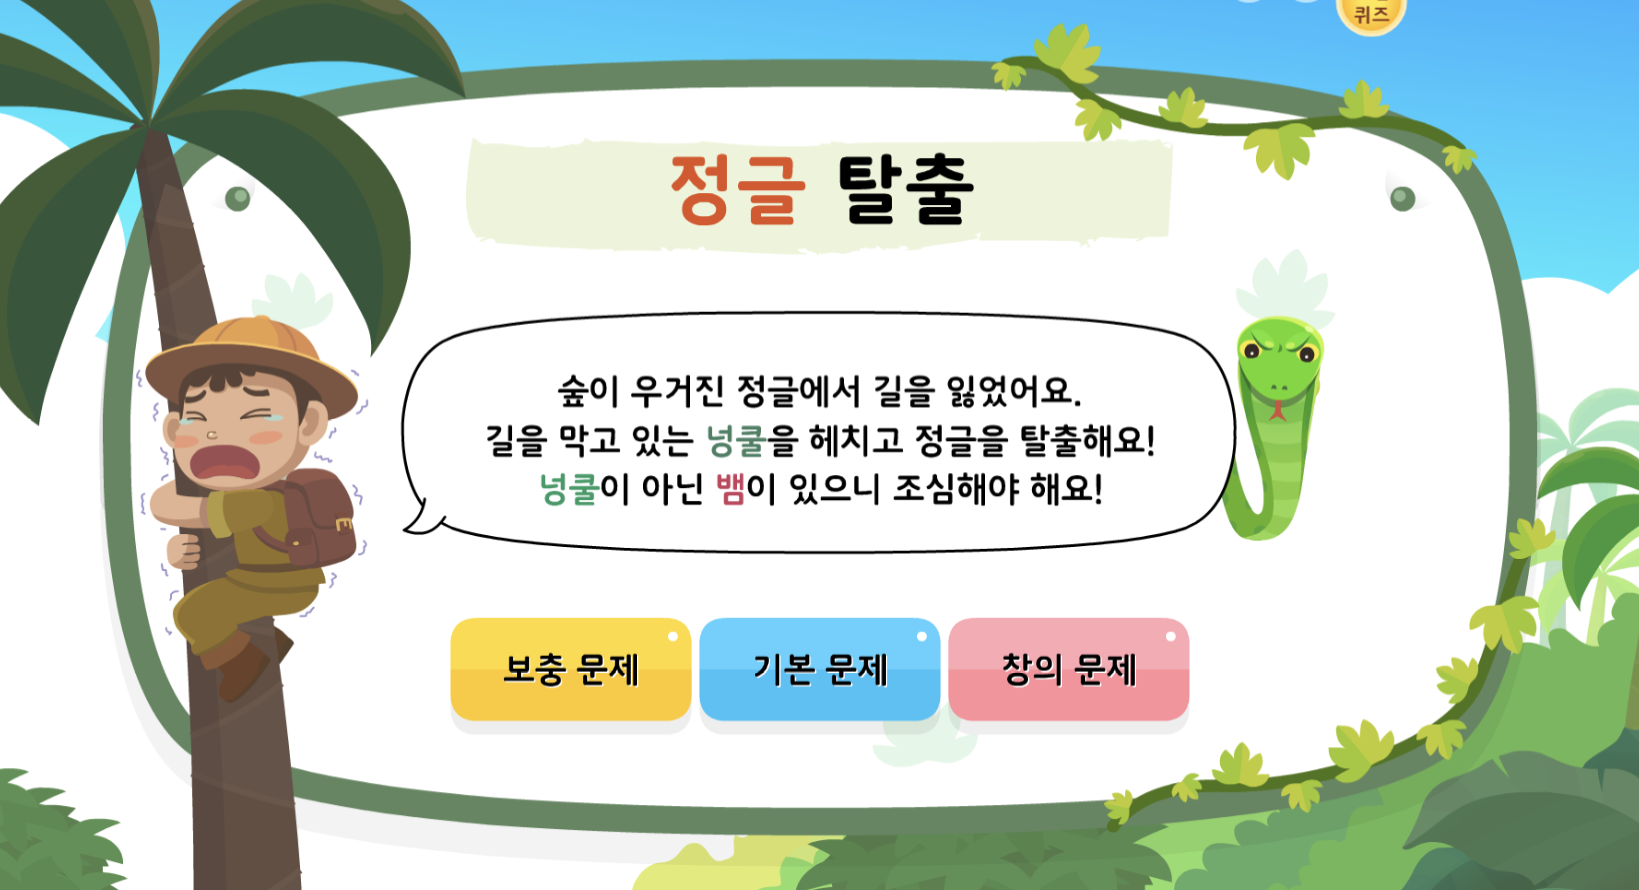 퀴즈
정글 탈출
숲이 우거진 정글에서 길을 잃었어요.
길을 막고 있는 넝쿨을 헤치고 정글을 탈출해요!
넝쿨이 아닌 뱀이 있으니 조심해야 해요!
보충 문제
기본 문제
창의 문제